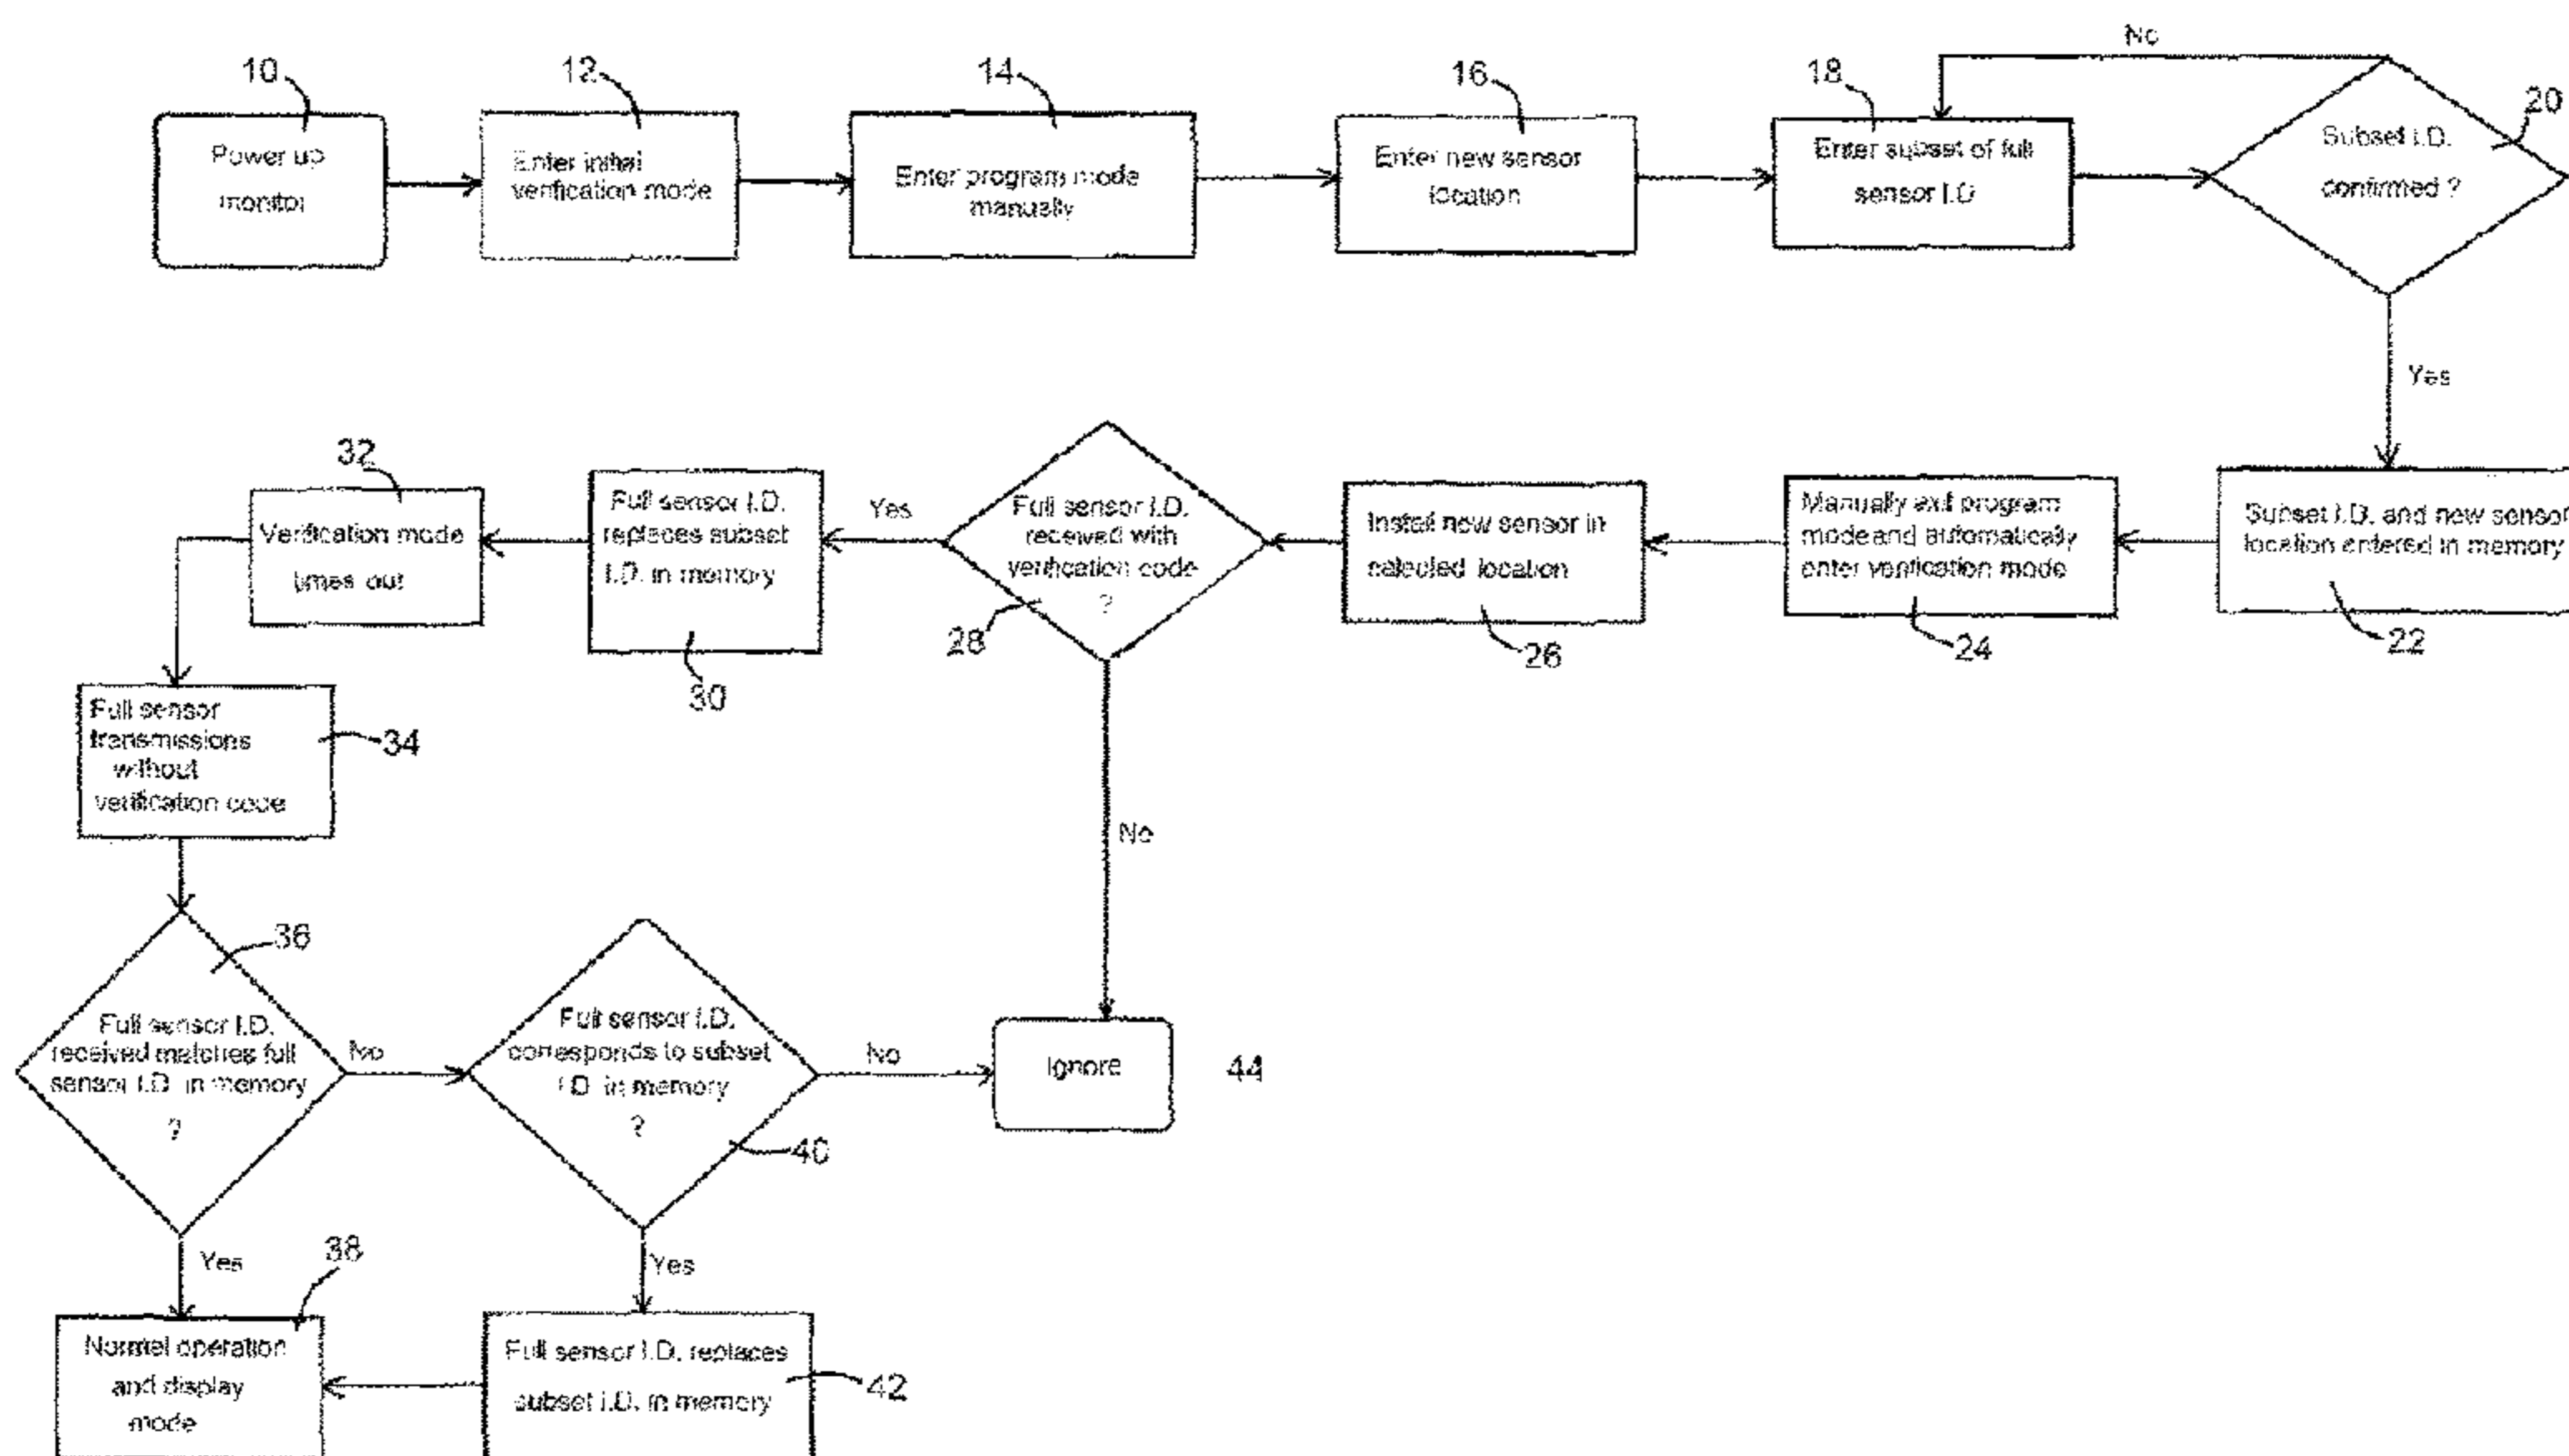 10
Power up
monitor
12
Enter initial
verification mode
14
Enter program mode
manually
16
Enter new sensor
location
18
Enter subset of full
sensor I.D
No
20
Subset I.D.
confirmed ?
Yes
Subset I.D. and new sensor
location entered in memory
22
Manually exit program
mode and automatically
enter verification mode
24
Install new sensor in
selected location
26
Full sensor I.D.
received with
verification code
?
28
Yes
No
Full sensor I.D.
replaces subset
I.D. in memory
30
32
Verification mode
times out
Full sensor
transmissions
without
verification code
34
36
Full sensor I.D.
received matches full
sensor I.D. in memory
?
No
Yes
Full sensor I.D.
corresponds to subset
I.D. in memory
?
40
No
Yes
Ignore
44
38
Normal operation
and display
mode
Full sensor I.D. replaces
subset I.D. in memory
42